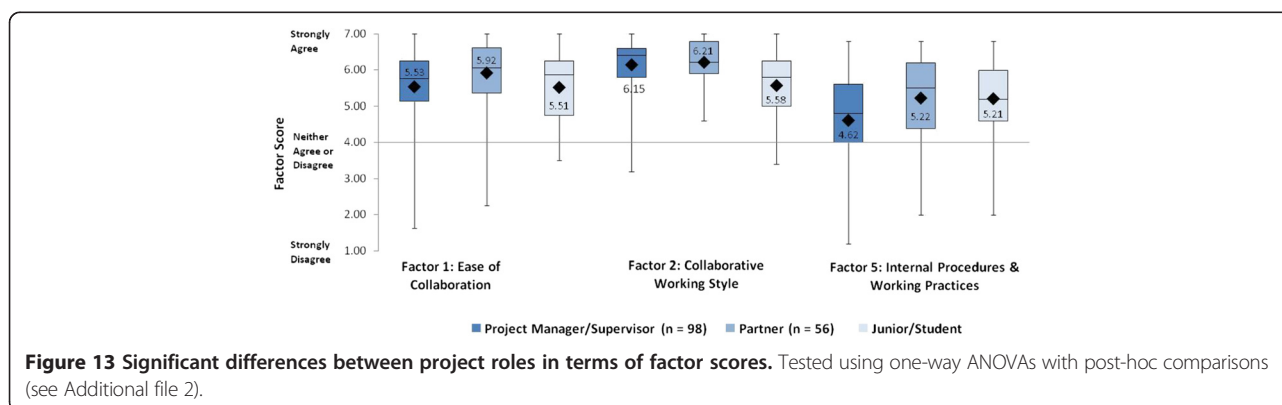 Strongly
Agree
7.00
6.00
5.00
Neither
Agree or
Disagree
4.00
3.00
2.00
Strongly
Disagree
1.00
Factor Score
5.53
5.92
5.51
6.15
6.21
5.58
4.62
5.22
5.21
Factor 1: Ease of
Collaboration
Factor 2: Collaborative
Working Style
Factor 5: Internal Procedures &
Working Practices
Project Manager/Supervisor (n = 98) Partner (n = 56) Junior/Student
Figure 13 Significant differences between project roles in terms of factor scores. Tested using one-way ANOVAs with post-hoc comparisons
(see Additional file 2).